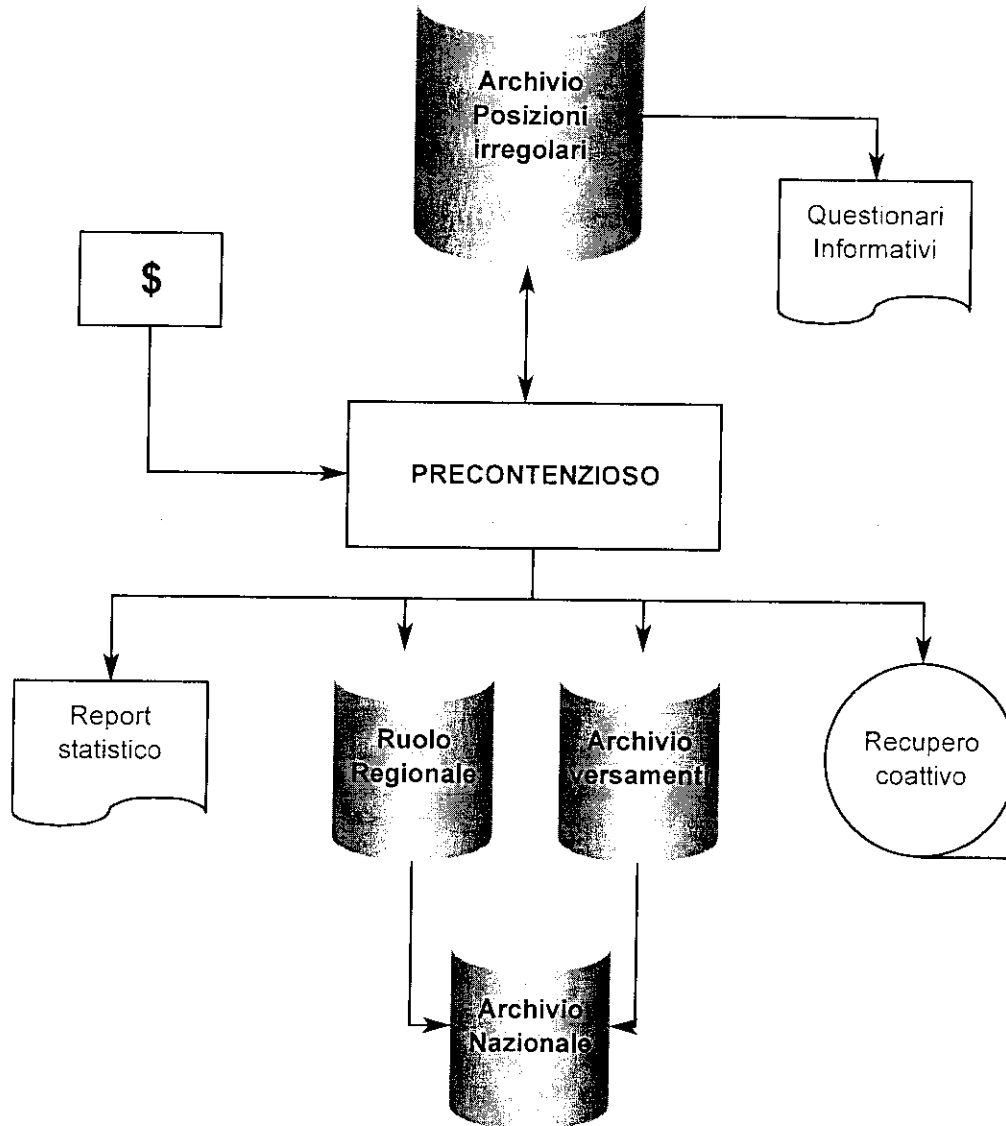 Archivio
Posizioni
irregolari
Questionari
Informativi
$
PRECONTENZIOSO
Report
statistico
Ruolo
Regionale
Archivio
versamenti
Recupero
coattivo
Archivio
Nazionale